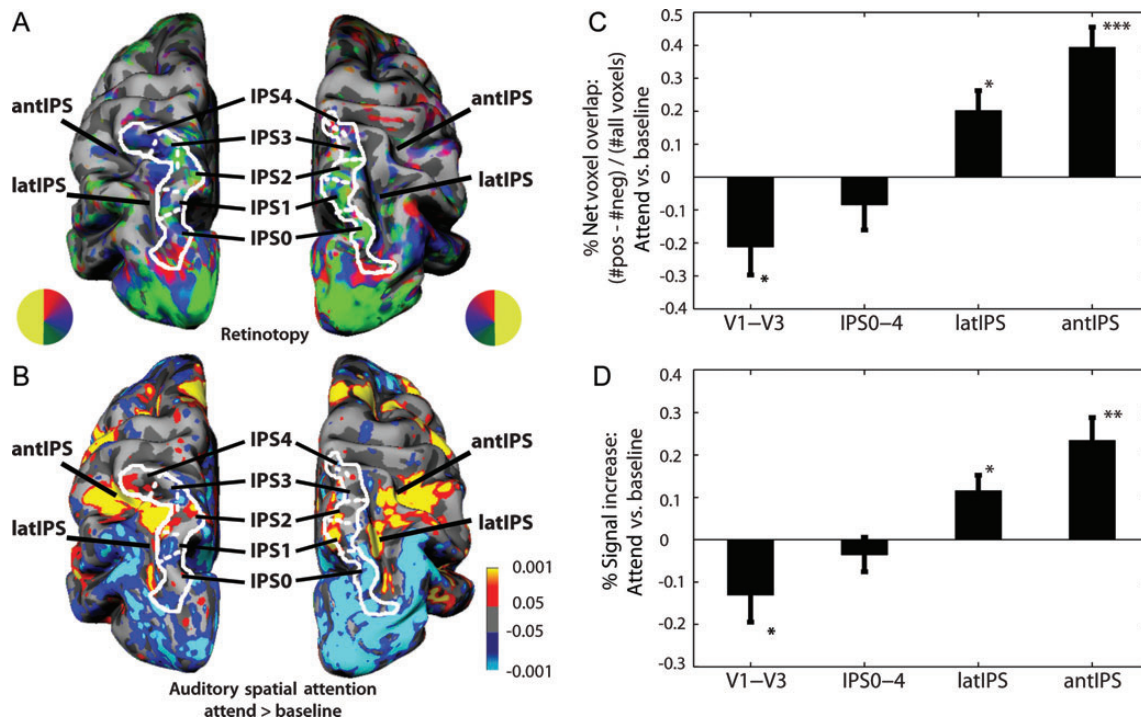 A
antIPS
latIPS
IPS4
IPS3
IPS2
IPS1
IPS0
antIPS
latIPS
Retinotopy
B
antIPS
latIPS
IPS4
IPS3
IPS2
IPS1
IPS0
antIPS
latIPS
0.001
0.05
-0.05
-0.001
Auditory spatial attention
attend > baseline
C
% Net voxel overlap:
(#pos - #neg) / (#all voxels)
Attend vs. baseline
0.5
0.4
0.3
0.2
0.1
0
-0.1
-0.2
-0.3
0.4
*
*
***
V1–V3 IPS0–4 latIPS antIPS
D
% Signal increase:
Attend vs. baseline
0.3
0.2
0.1
0
0.1
0.2
0.3
*
*
**
V1–V3 IPS0–4 latIPS antIPS